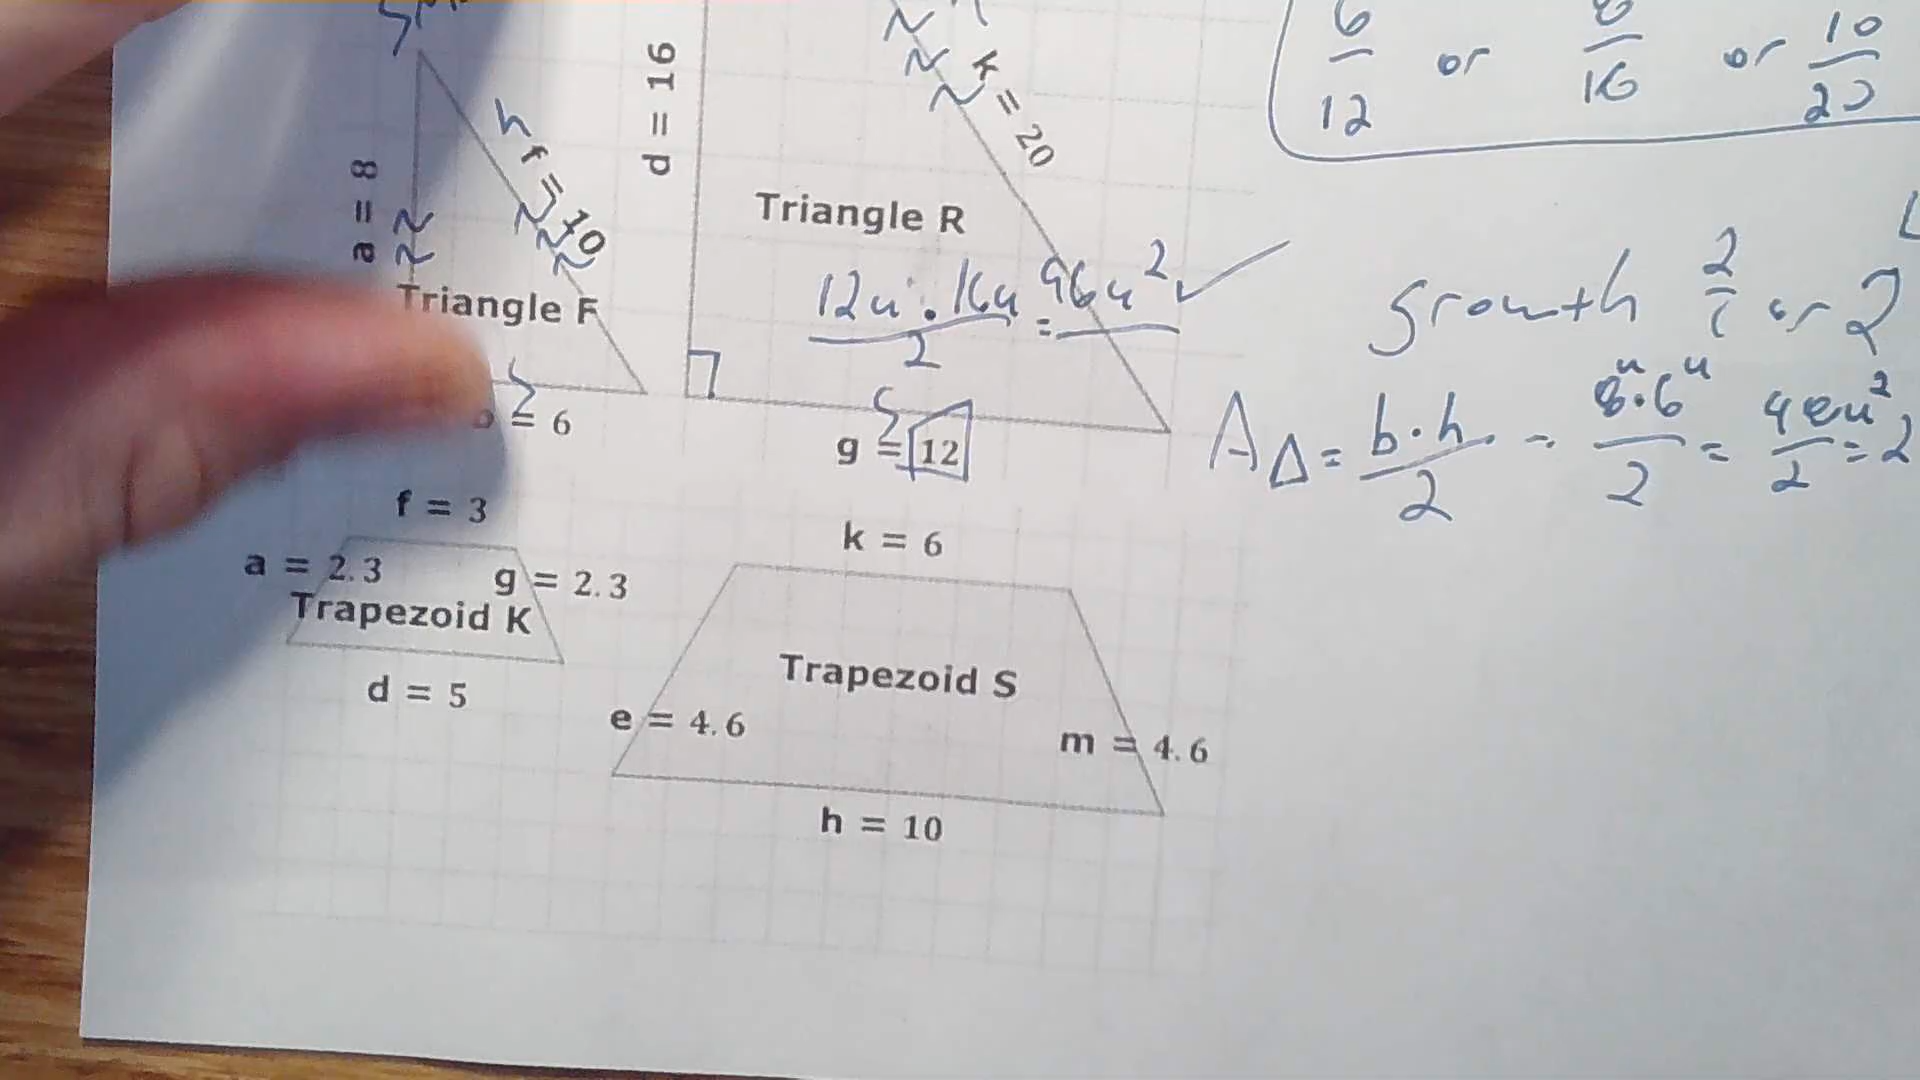 6/12 or 8/16 or 10/20
d = 16
k = 20
a = 8
f = 10
Triangle R
12u · 16u / 2 = 96u² ✓
Triangle F
growth 2/1 or 2
b = 6
g = 12
A△ = b·h / 2 = 8u·6u / 2 = 48u² / 2 = 2
f = 3
k = 6
a = 2.3
g = 2.3
Trapezoid K
Trapezoid S
d = 5
e = 4.6
m = 4.6
h = 10